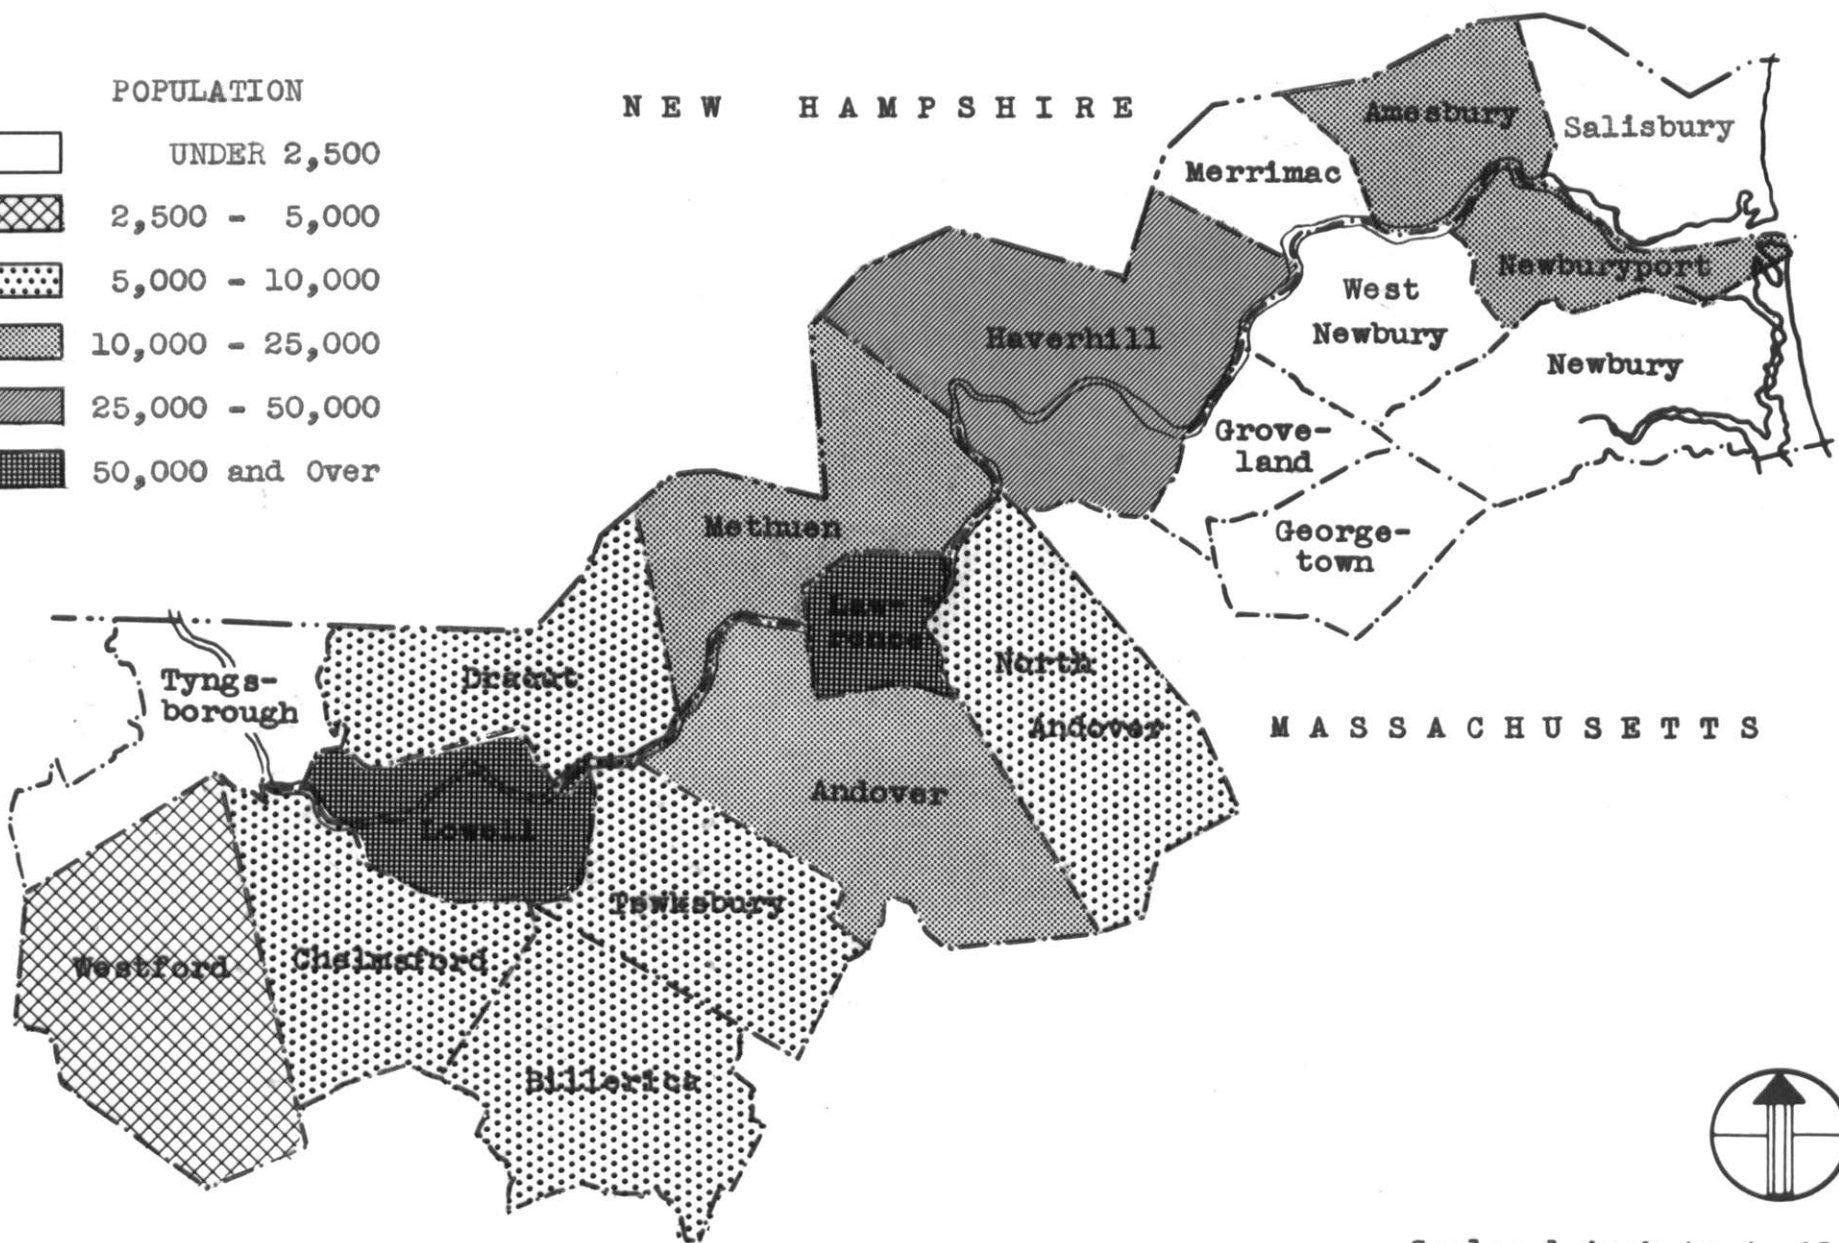 POPULATION
UNDER 2,500
2,500 - 5,000
5,000 - 10,000
10,000 - 25,000
25,000 - 50,000
50,000 and Over
NEW HAMPSHIRE
Amesbury
Salisbury
Merrimac
Newburyport
West
Newbury
Haverhill
Newbury
Grove-
land
George-
town
Methuen
Law-
rence
North
Andover
Dracut
Tyngs-
borough
MASSACHUSETTS
Andover
Lowell
Tewksbury
Westford
Chelmsford
Billerica